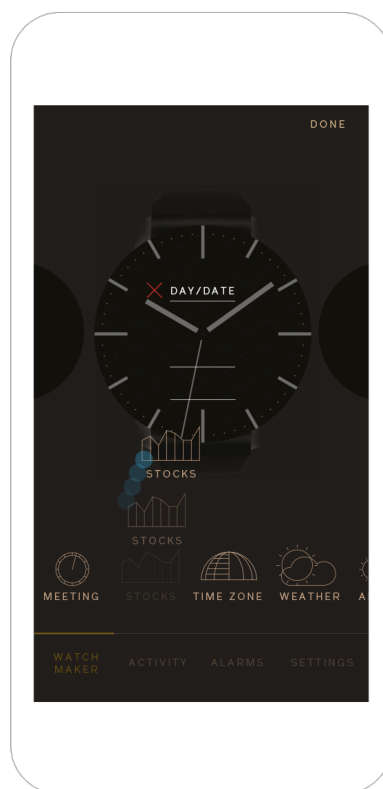 DONE
DAY/DATE
STOCKS
STOCKS
MEETING STOCKS TIME ZONE WEATHER
WATCH
MAKER ACTIVITY ALARMS SETTINGS